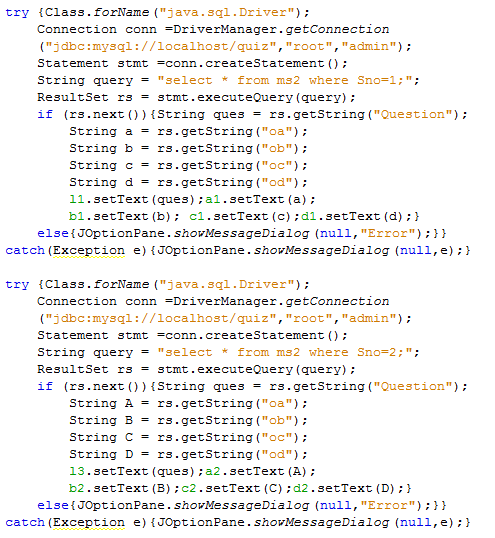 try {Class.forName("java.sql.Driver");
Connection conn =DriverManager.getConnection
("jdbc:mysql://localhost/quiz","root","admin");
Statement stmt =conn.createStatement();
String query = "select * from ms2 where Sno=1;";
ResultSet rs = stmt.executeQuery(query);
if (rs.next()){String ques = rs.getString("Question");
String a = rs.getString("oa");
String b = rs.getString("ob");
String c = rs.getString("oc");
String d = rs.getString("od");
l1.setText(ques);a1.setText(a);
b1.setText(b); c1.setText(c);d1.setText(d);}
else{JOptionPane.showMessageDialog(null,"Error");}}
catch(Exception e){JOptionPane.showMessageDialog(null,e);}
try {Class.forName("java.sql.Driver");
Connection conn =DriverManager.getConnection
("jdbc:mysql://localhost/quiz","root","admin");
Statement stmt =conn.createStatement();
String query = "select * from ms2 where Sno=2;";
ResultSet rs = stmt.executeQuery(query);
if (rs.next()){String ques = rs.getString("Question");
String A = rs.getString("oa");
String B = rs.getString("ob");
String C = rs.getString("oc");
String D = rs.getString("od");
l3.setText(ques);a2.setText(A);
b2.setText(B);c2.setText(C);d2.setText(D);}
else{JOptionPane.showMessageDialog(null,"Error");}}
catch(Exception e){JOptionPane.showMessageDialog(null,e);}